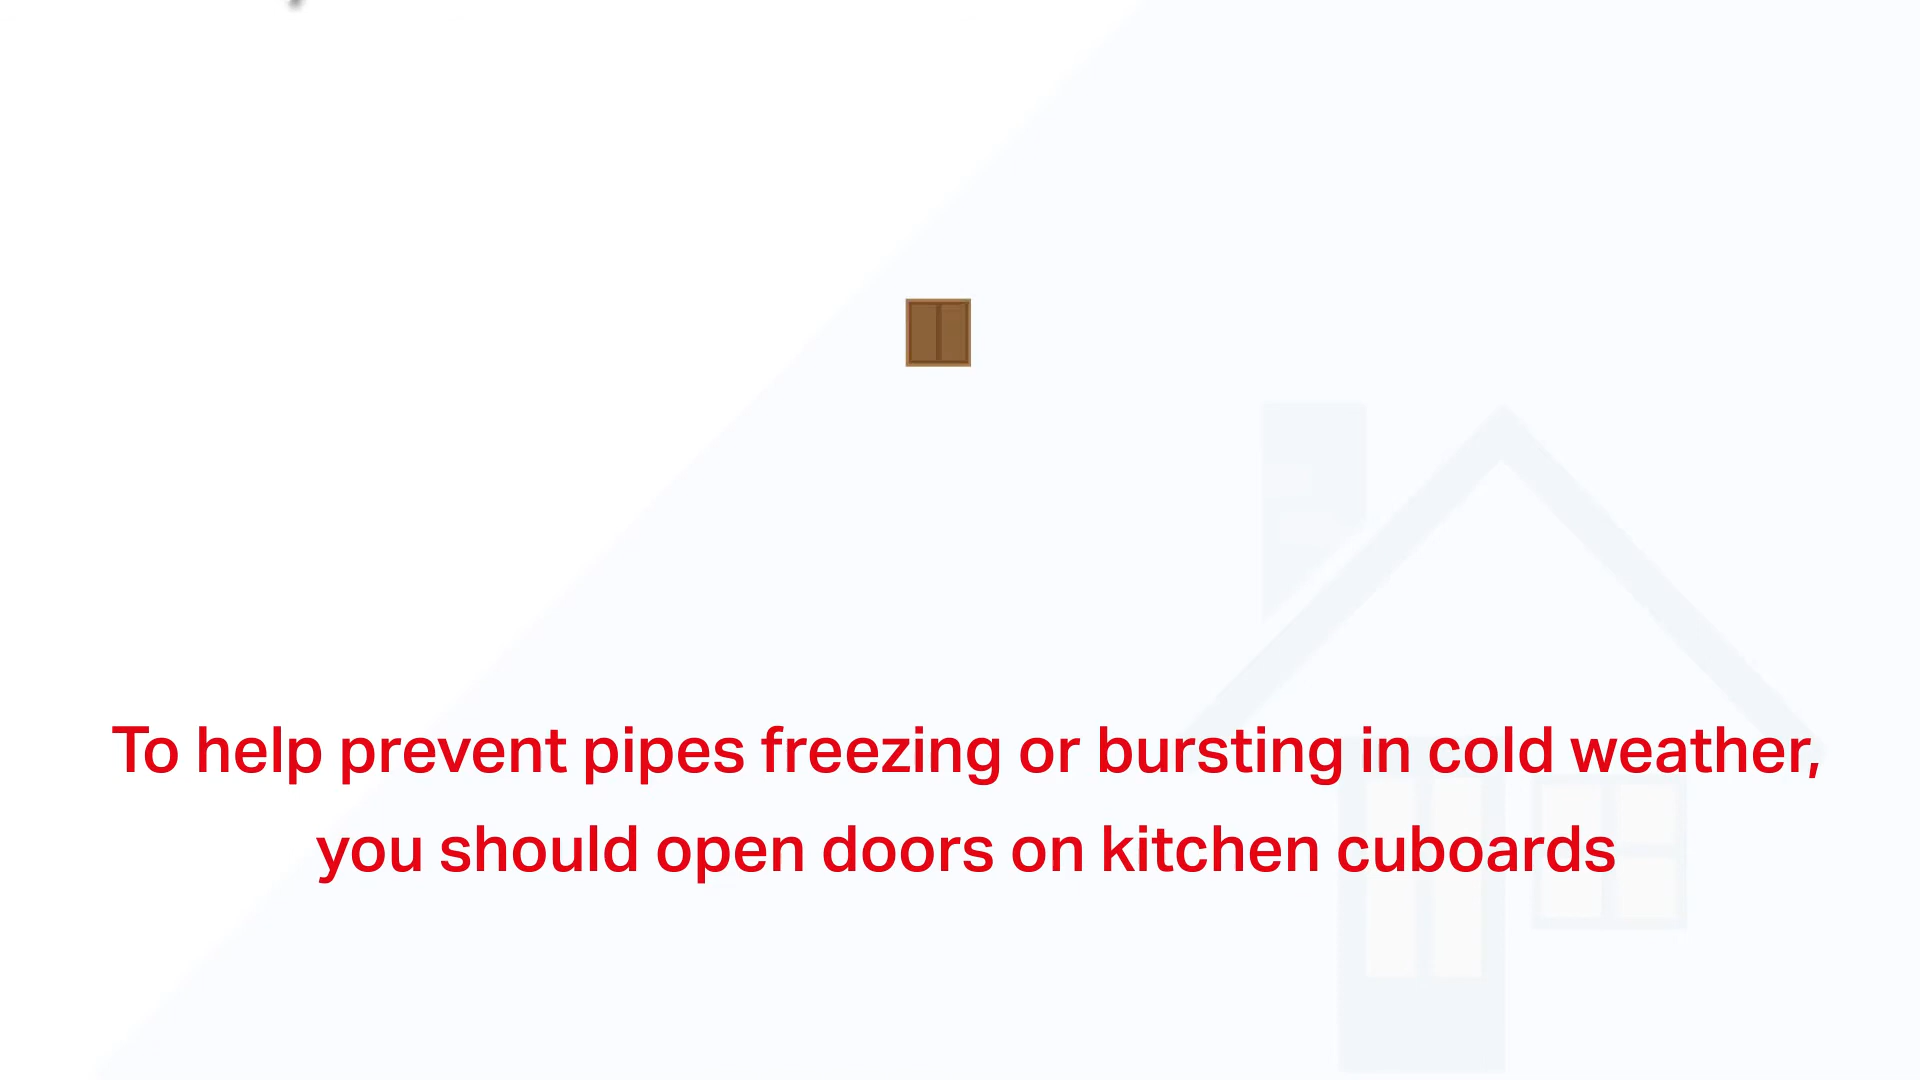 To help prevent pipes freezing or bursting in cold weather,
you should open doors on kitchen cuboards